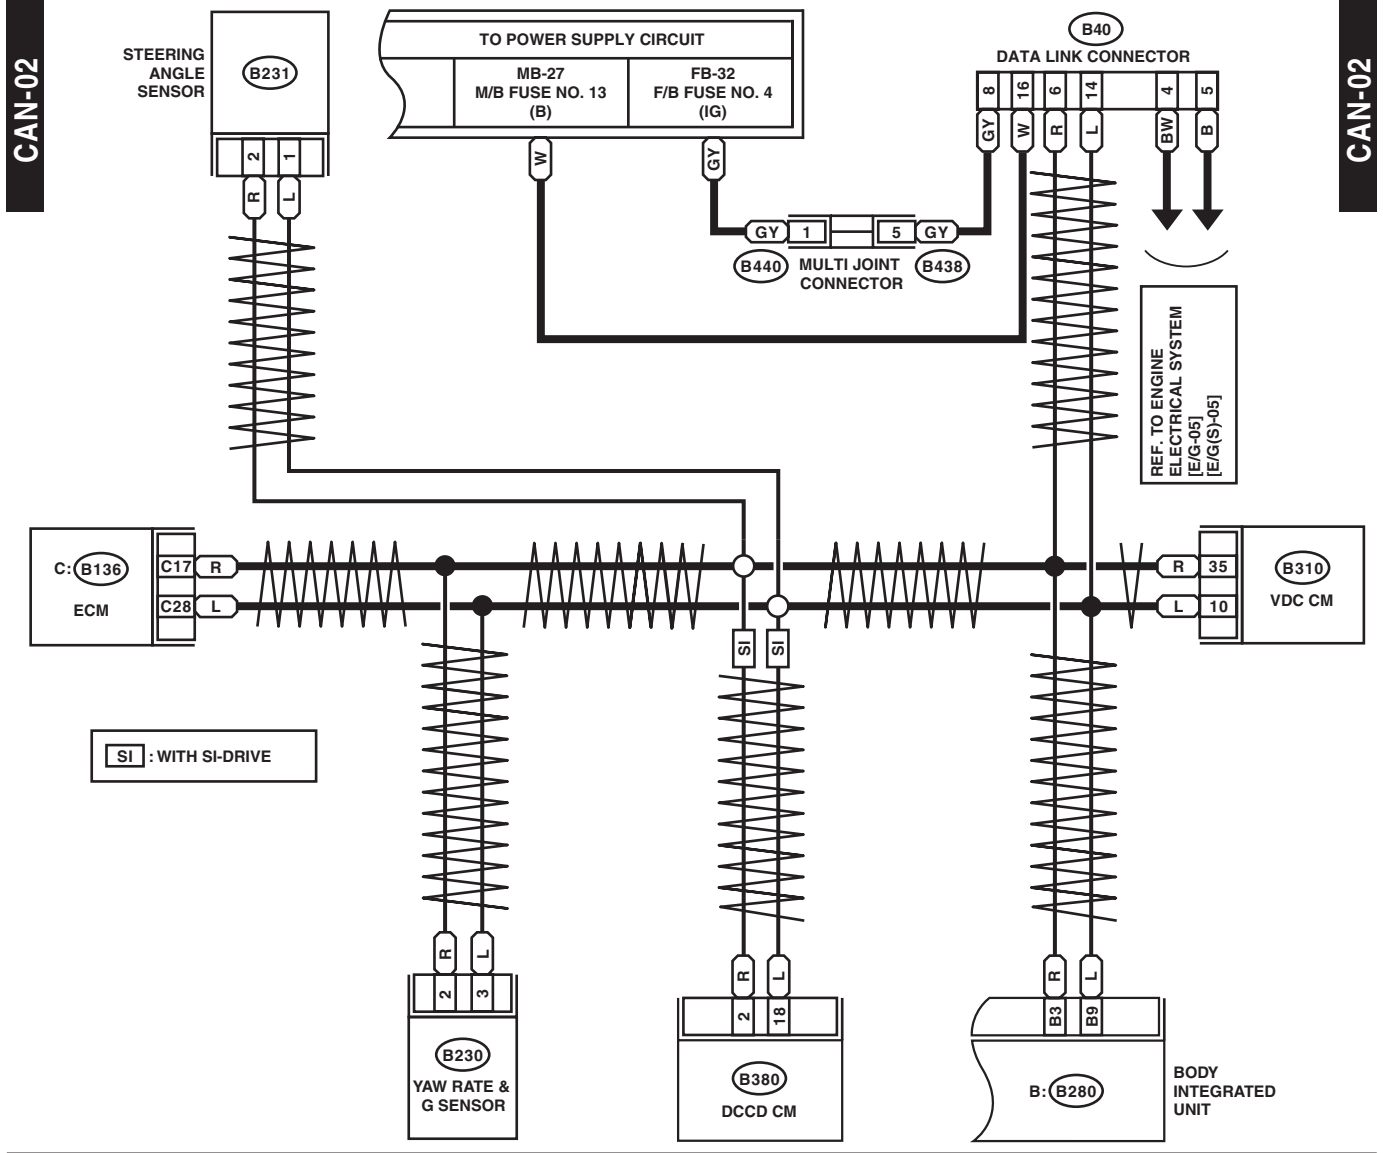 CAN-02
CAN-02
STEERING
ANGLE
SENSOR
B231
2
1
R
L
TO POWER SUPPLY CIRCUIT
MB-27
M/B FUSE NO. 13
(B)
FB-32
F/B FUSE NO. 4
(IG)
W
GY
B40
DATA LINK CONNECTOR
8
16
6
14
4
5
GY
W
R
L
BW
B
GY
1
5
GY
B440
MULTI JOINT
CONNECTOR
B438
REF. TO ENGINE
ELECTRICAL SYSTEM
[E/G-05]
[E/G(S)-05]
C: B136
ECM
C17
R
C28
L
R
35
L
10
B310
VDC CM
SI
SI
SI : WITH SI-DRIVE
R
L
2
3
B230
YAW RATE &
G SENSOR
R
L
2
18
B380
DCCD CM
R
L
B3
B9
B: B280
BODY
INTEGRATED
UNIT